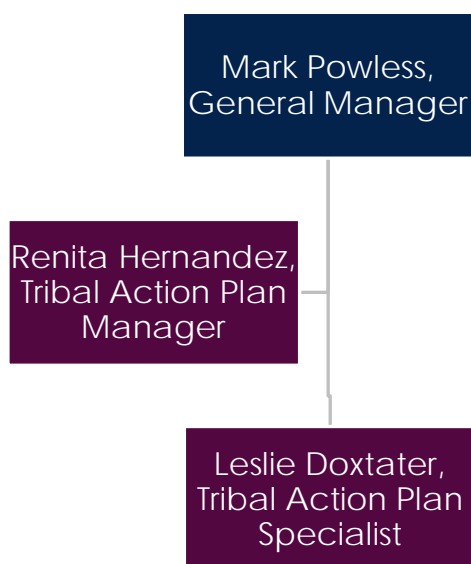 Mark Powless,
General Manager
Renita Hernandez,
Tribal Action Plan
Manager
Leslie Doxtater,
Tribal Action Plan
Specialist